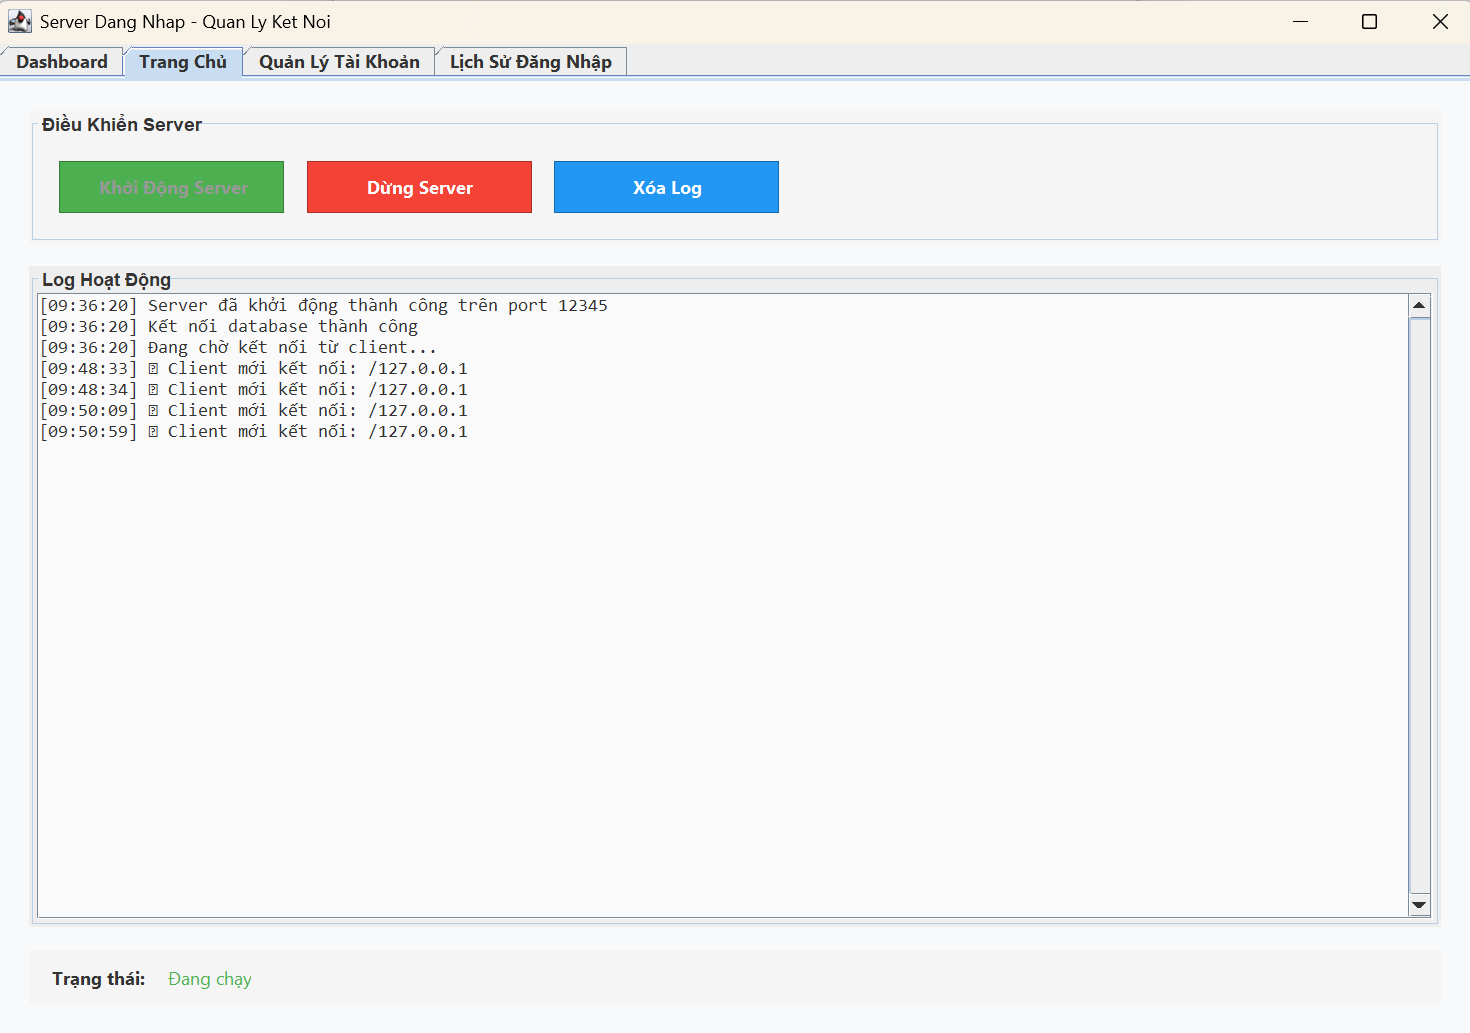 Server Dang Nhap - Quan Ly Ket Noi
Dashboard Trang Chủ Quản Lý Tài Khoản Lịch Sử Đăng Nhập
Điều Khiển Server
Khởi Động Server Dừng Server Xóa Log
Log Hoạt Động
[09:36:20] Server đã khởi động thành công trên port 12345
[09:36:20] Kết nối database thành công
[09:36:20] Đang chờ kết nối từ client...
[09:48:33] Client mới kết nối: /127.0.0.1
[09:48:34] Client mới kết nối: /127.0.0.1
[09:50:09] Client mới kết nối: /127.0.0.1
[09:50:59] Client mới kết nối: /127.0.0.1
Trạng thái: Đang chạy